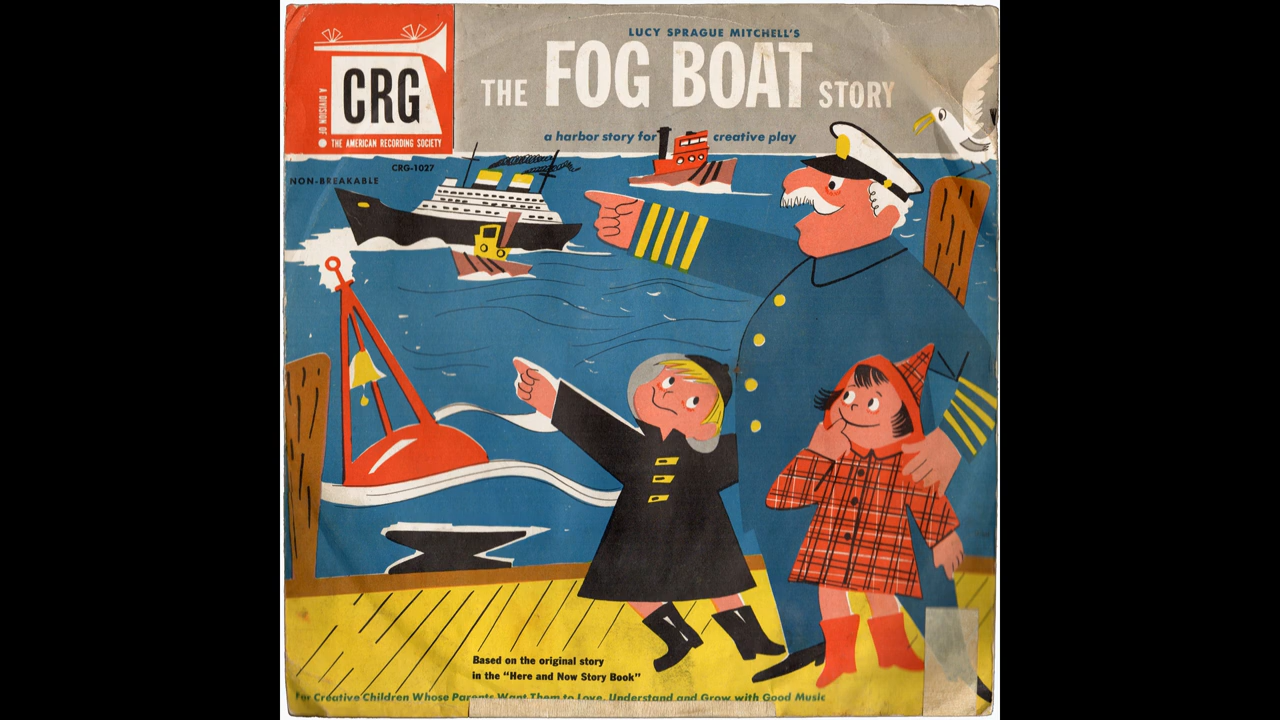 CRG
A DIVISION OF
THE AMERICAN RECORDING SOCIETY
LUCY SPRAGUE MITCHELL'S
THE FOG BOAT STORY
a harbor story for creative play
CRG-1027
NON-BREAKABLE
Based on the original story
in the "Here and Now Story Book"
For Creative Children Whose Parents Want Them to Love, Understand and Grow with Good Music